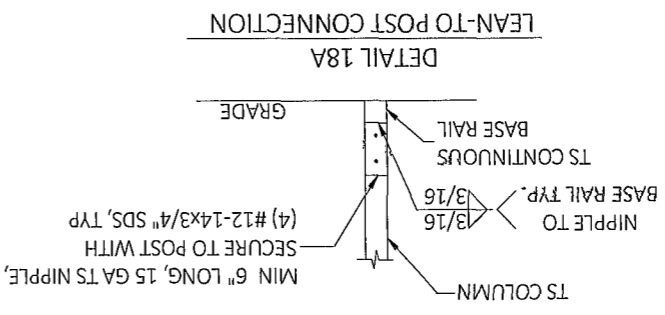 TS COLUMN
MIN 6" LONG, 15 GA TS NIPPLE,
SECURE TO POST WITH
(4) #12-14x3/4" SDS, TYP
NIPPLE TO
BASE RAIL TYP.
3/16
3/16
TS CONTINUOUS
BASE RAIL
GRADE
DETAIL 18A
LEAN-TO POST CONNECTION